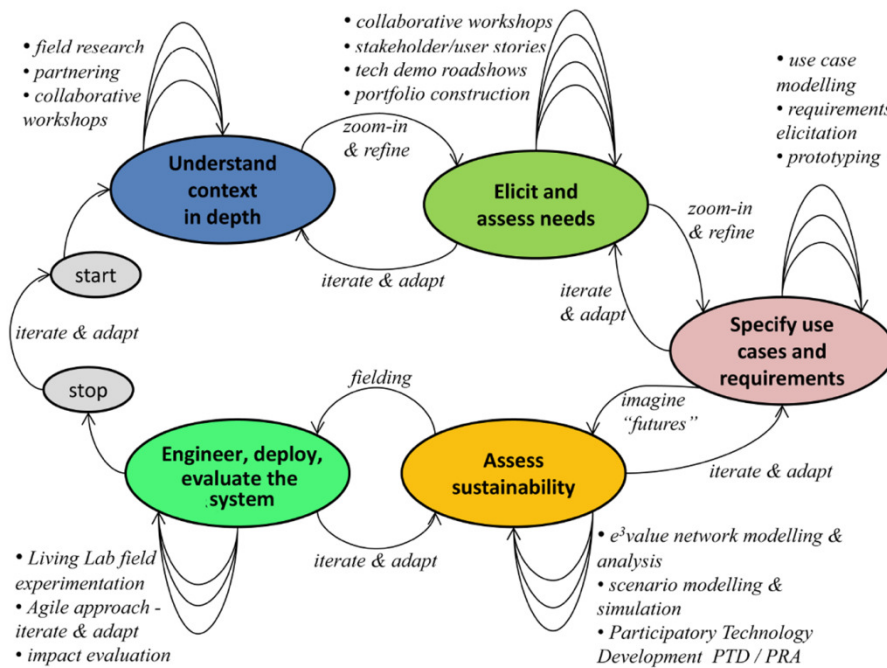 • field research
• partnering
• collaborative
workshops
• collaborative workshops
• stakeholder/user stories
• tech demo roadshows
• portfolio construction
• use case
modelling
• requirements
elicitation
• prototyping
zoom-in
& refine
Understand
context
in depth
Elicit and
assess needs
zoom-in
& refine
start
iterate & adapt
iterate
& adapt
iterate & adapt
Specify use
cases and
requirements
stop
fielding
imagine
"futures"
Engineer, deploy,
evaluate the
system
Assess
sustainability
iterate & adapt
iterate & adapt
• Living Lab field
experimentation
• Agile approach -
iterate & adapt
• impact evaluation
• e³value network modelling &
analysis
• scenario modelling &
simulation
• Participatory Technology
Development PTD / PRA